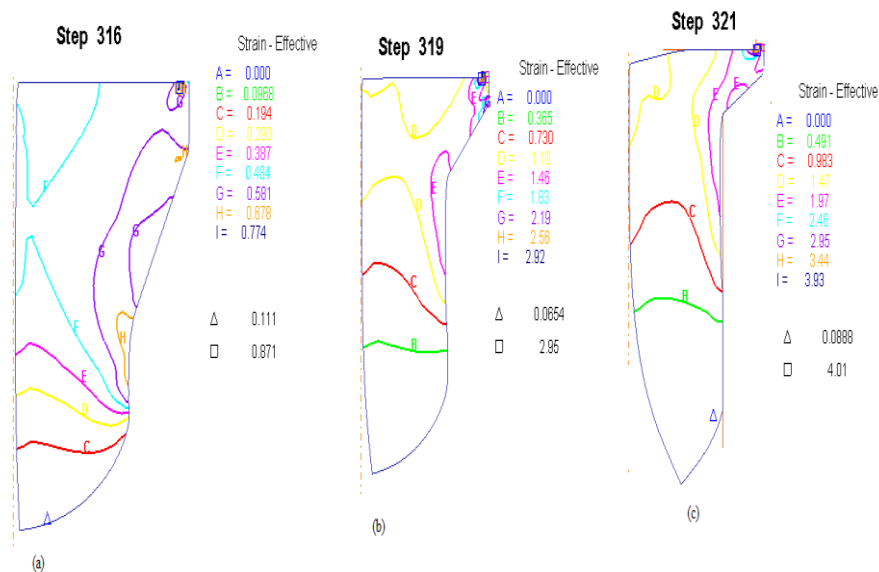 Step 316
Strain - Effective
A = 0.000
B = 0.0968
C = 0.194
D = 0.290
E = 0.387
F = 0.484
G = 0.581
H = 0.678
I = 0.774
△ 0.111
□ 0.871
F
F
G
G
G
H
E
D
C
△
(a)
Step 319
Strain - Effective
A = 0.000
B = 0.365
C = 0.730
D = 1.10
E = 1.46
F = 1.83
G = 2.19
H = 2.56
I = 2.92
△ 0.0654
□ 2.95
D
D
E
C
B
(b)
Step 321
Strain - Effective
A = 0.000
B = 0.491
C = 0.983
D = 1.47
E = 1.97
F = 2.46
G = 2.95
H = 3.44
I = 3.93
△ 0.0888
□ 4.01
D
D
E
E
C
B
△
(c)